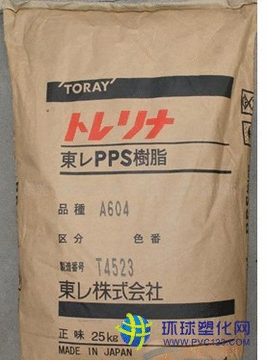 TORAY
トレリナ
東レPPS樹脂
品種 A604
区分 色番
製造番号 T4523
東レ株式会社
正味 25kg
MADE IN JAPAN
环球塑化网
www.PVC123.com